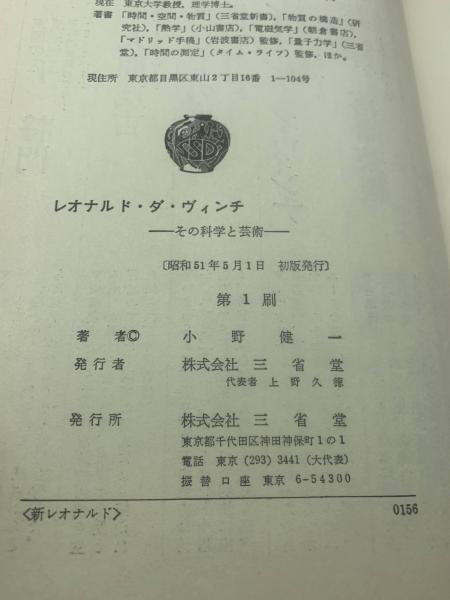 現在 東京大学教授, 理学博士。
著書 「時間・空間・物質」(三省堂新書), 「物質の構造」(研
究社), 「熱学」(小山書店), 「電磁気学」(朝倉書店),
「マドリッド手稿」(岩波書店) 監修, 「量子力学」(三省
堂), 「時間の測定」(タイム・ライフ) 監修, ほか。
現住所 東京都目黒区東山2丁目16番 1—104号
SD
レオナルド・ダ・ヴィンチ
——その科学と芸術——
〔昭和51年5月1日 初版発行〕
第1刷
著者© 小野健一
発行者 株式会社 三省堂
代表者 上野久徳
発行所 株式会社 三省堂
東京都千代田区神田神保町1の1
電話 東京 (293) 3441 (大代表)
振替口座 東京 6-54300
〈新レオナルド〉 0156